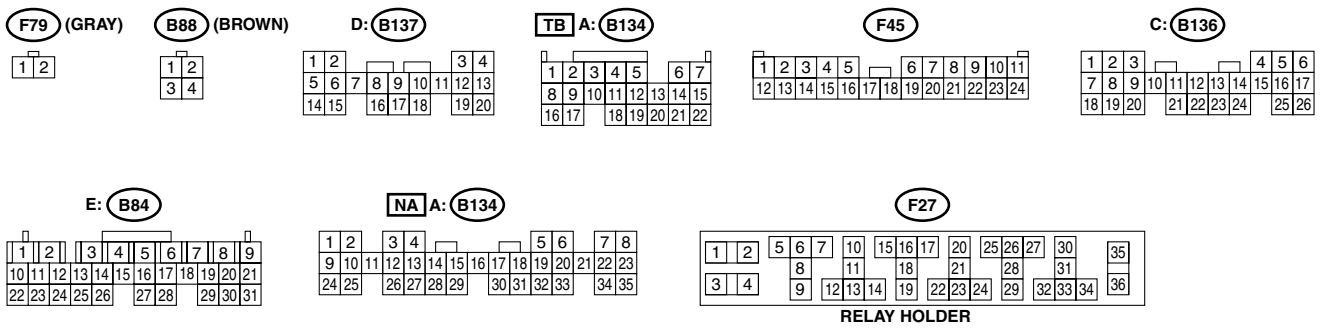 F79 (GRAY) B88 (BROWN) D: B137 TB A: B134 F45 C: B136
1 2
1 2
3 4
1 2 3 4
5 6 7 8 9 10 11 12 13
14 15 16 17 18 19 20
1 2 3 4 5 6 7
8 9 10 11 12 13 14 15
16 17 18 19 20 21 22
1 2 3 4 5 6 7 8 9 10 11
12 13 14 15 16 17 18 19 20 21 22 23 24
1 2 3 4 5 6
7 8 9 10 11 12 13 14 15 16 17
18 19 20 21 22 23 24 25 26
E: B84 NA A: B134 F27
1 2 3 4 5 6 7 8 9
10 11 12 13 14 15 16 17 18 19 20 21
22 23 24 25 26 27 28 29 30 31
1 2 3 4 5 6 7 8
9 10 11 12 13 14 15 16 17 18 19 20 21 22 23
24 25 26 27 28 29 30 31 32 33 34 35
1 2 5 6 7 10 15 16 17 20 25 26 27 30 35
8 11 18 21 28 31
3 4 9 12 13 14 19 22 23 24 29 32 33 34 36
RELAY HOLDER